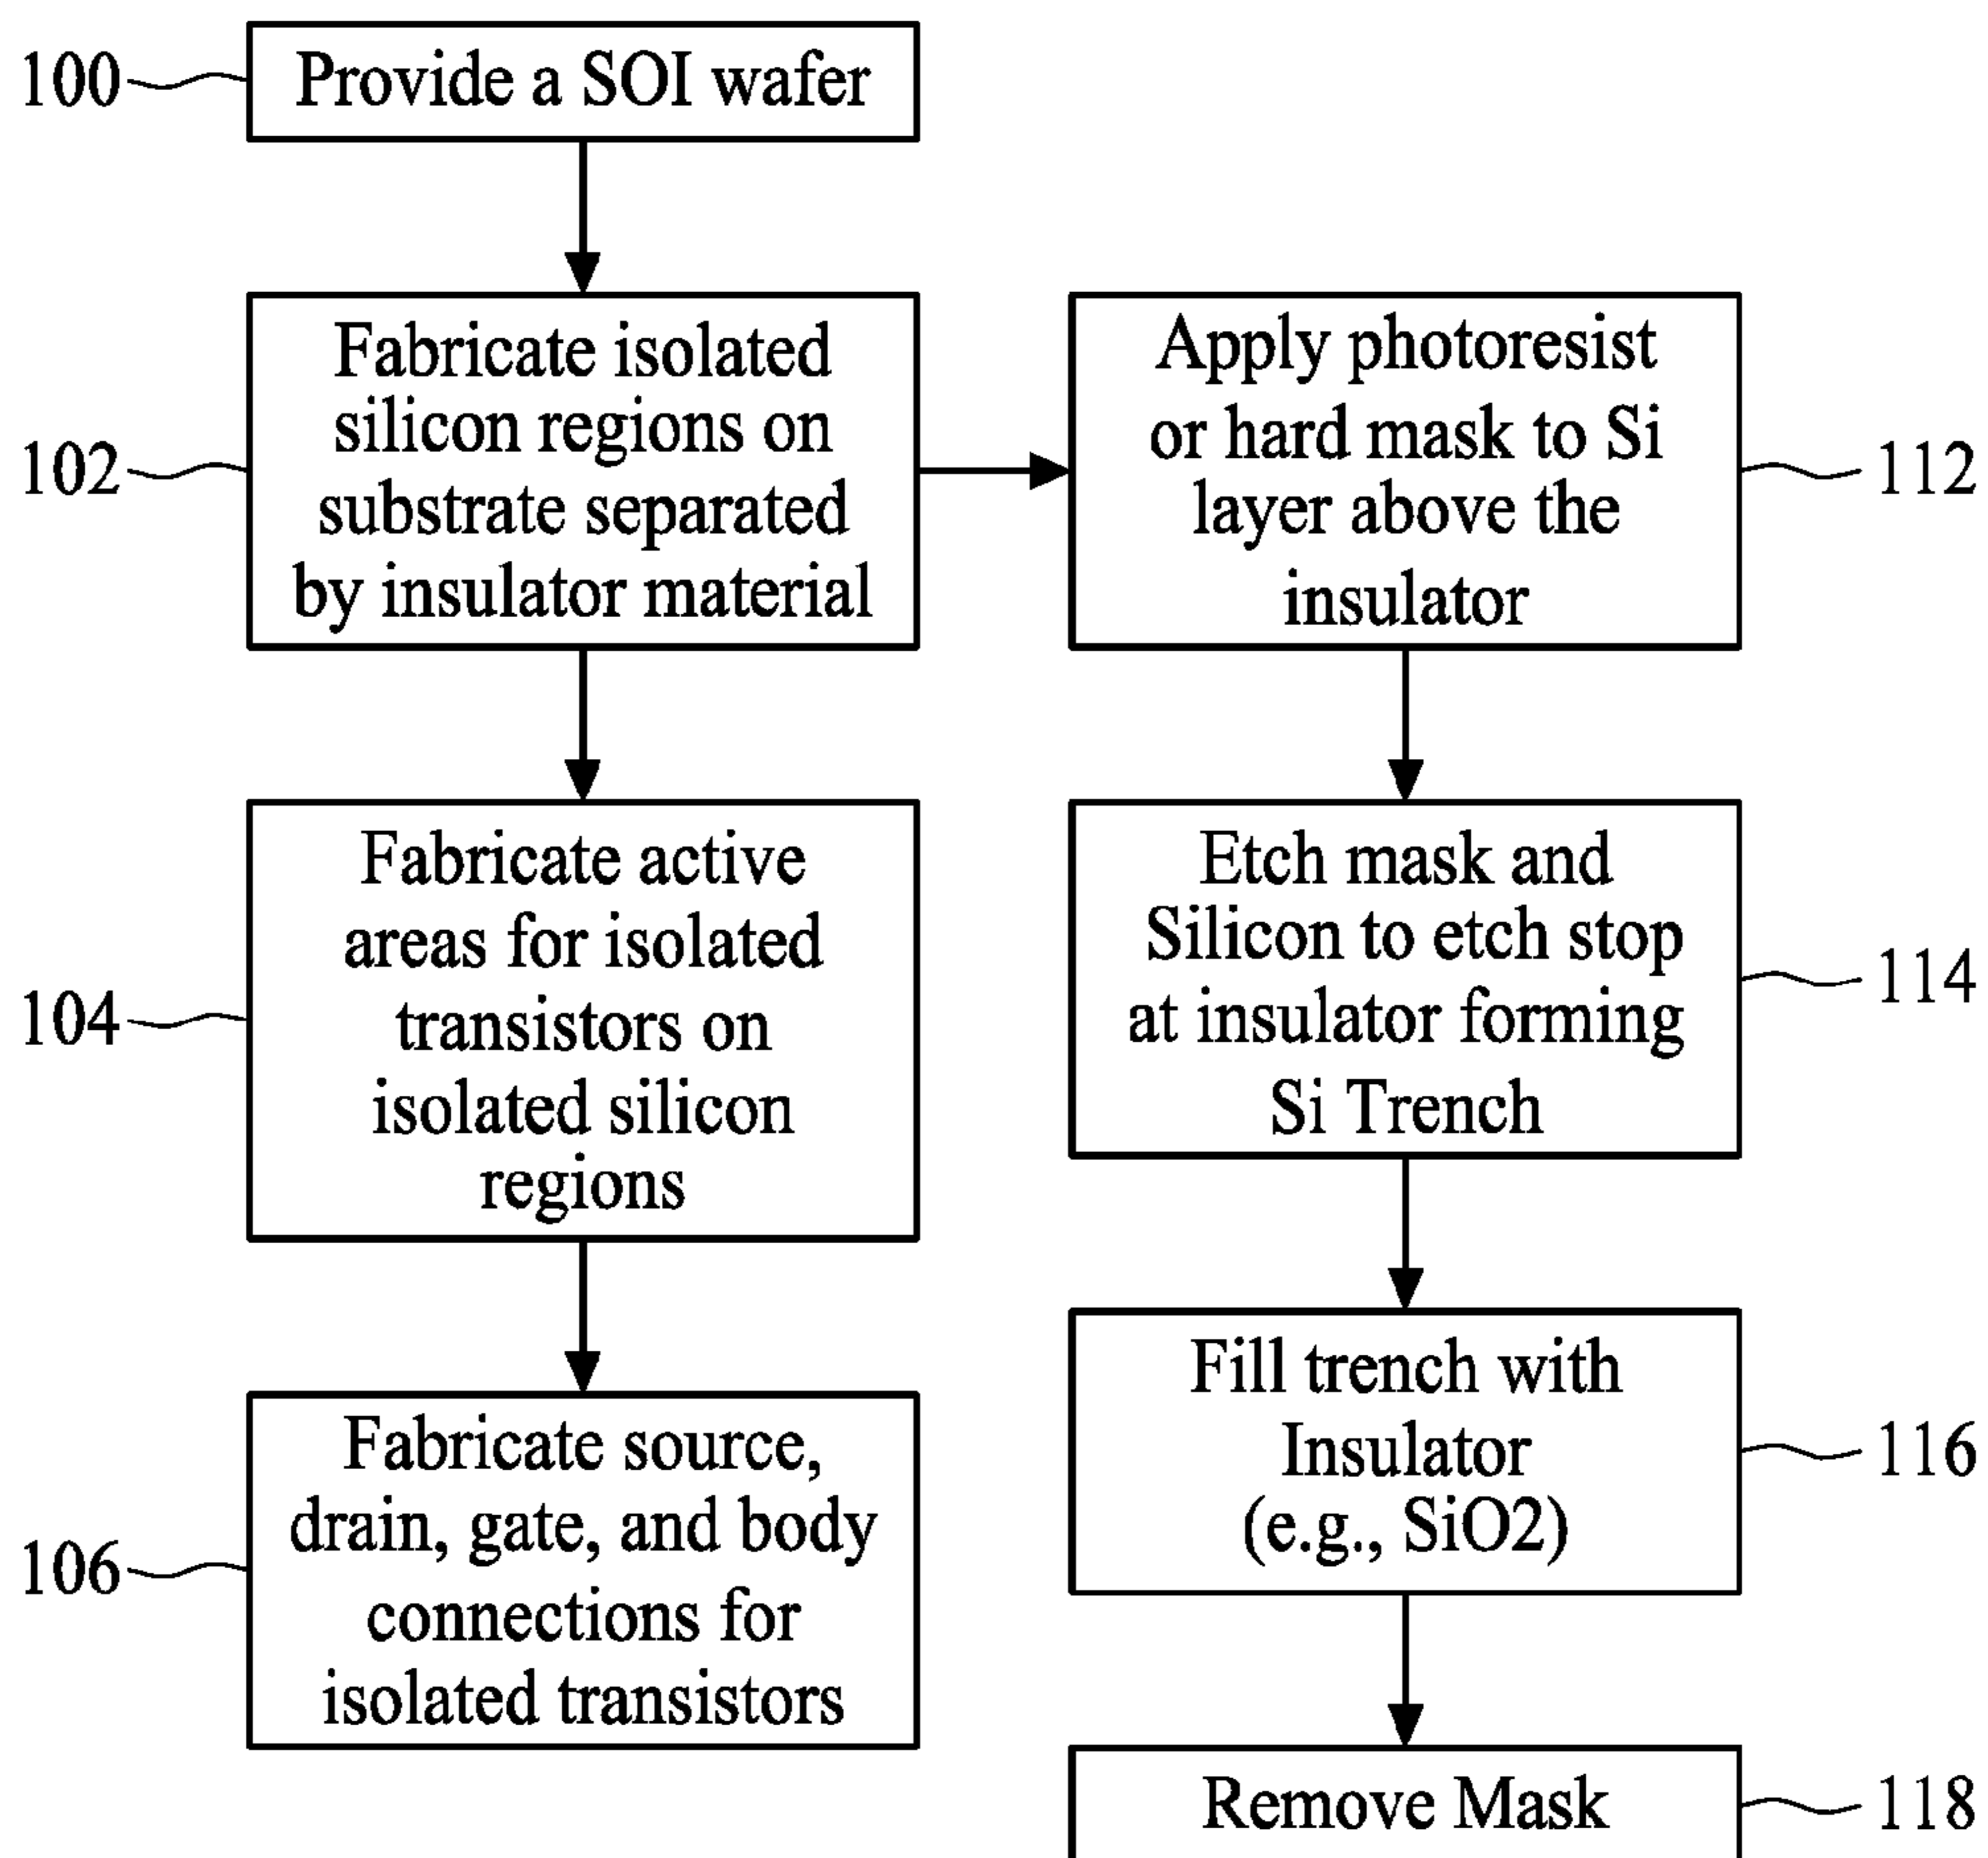 100
Provide a SOI wafer
102
Fabricate isolated
silicon regions on
substrate separated
by insulator material
104
Fabricate active
areas for isolated
transistors on
isolated silicon
regions
106
Fabricate source,
drain, gate, and body
connections for
isolated transistors
Apply photoresist
or hard mask to Si
layer above the
insulator
112
Etch mask and
Silicon to etch stop
at insulator forming
Si Trench
114
Fill trench with
Insulator
(e.g., SiO2)
116
Remove Mask
118